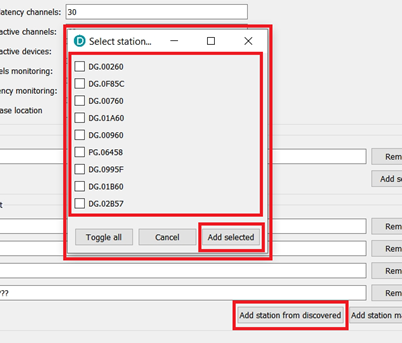 latency channels: 30
active channels:
active devices:
els monitoring:
ency monitoring:
ase location
D Select station...
DG.00260
DG.0F85C
DG.00760
DG.01A60
DG.00960
PG.06458
DG.0995F
DG.01B60
DG.02B57
Toggle all Cancel Add selected
Rem
Add se
t
Rem
Rem
Rem
??? Rem
Add station from discovered Add station ma